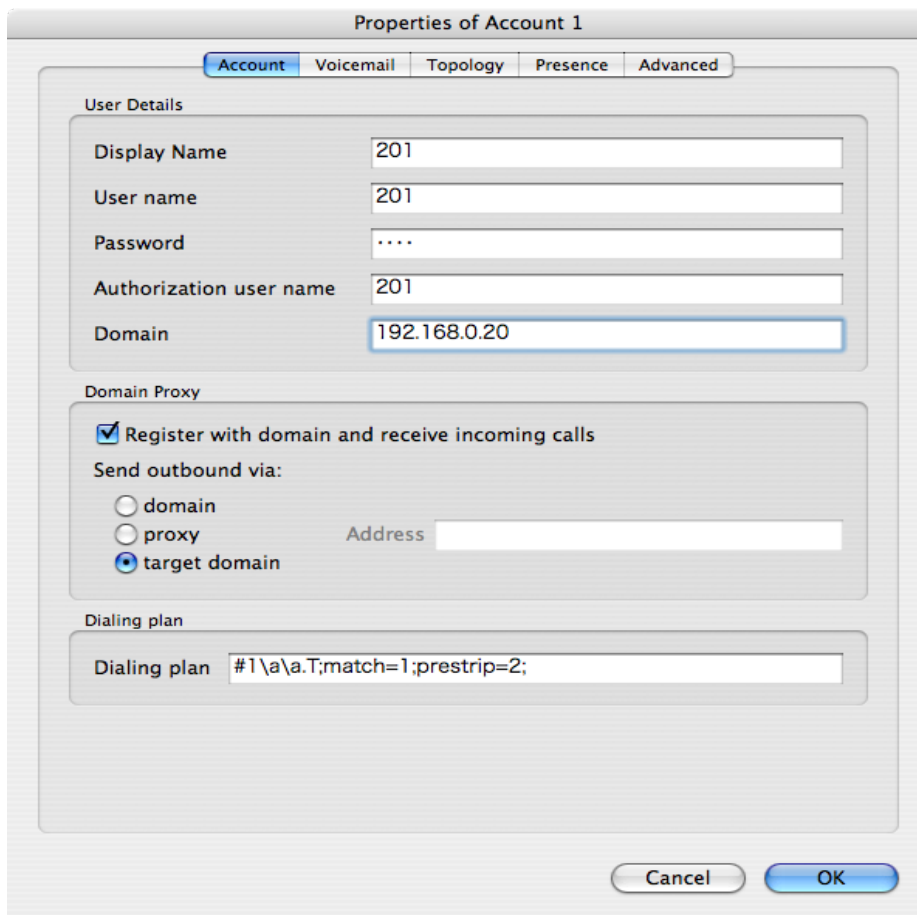 Properties of Account 1
Account Voicemail Topology Presence Advanced
User Details
Display Name 201
User name 201
Password ····
Authorization user name 201
Domain 192.168.0.20
Domain Proxy
Register with domain and receive incoming calls
Send outbound via:
domain
proxy Address
target domain
Dialing plan
Dialing plan #1\a\a.T;match=1;prestrip=2;
Cancel OK